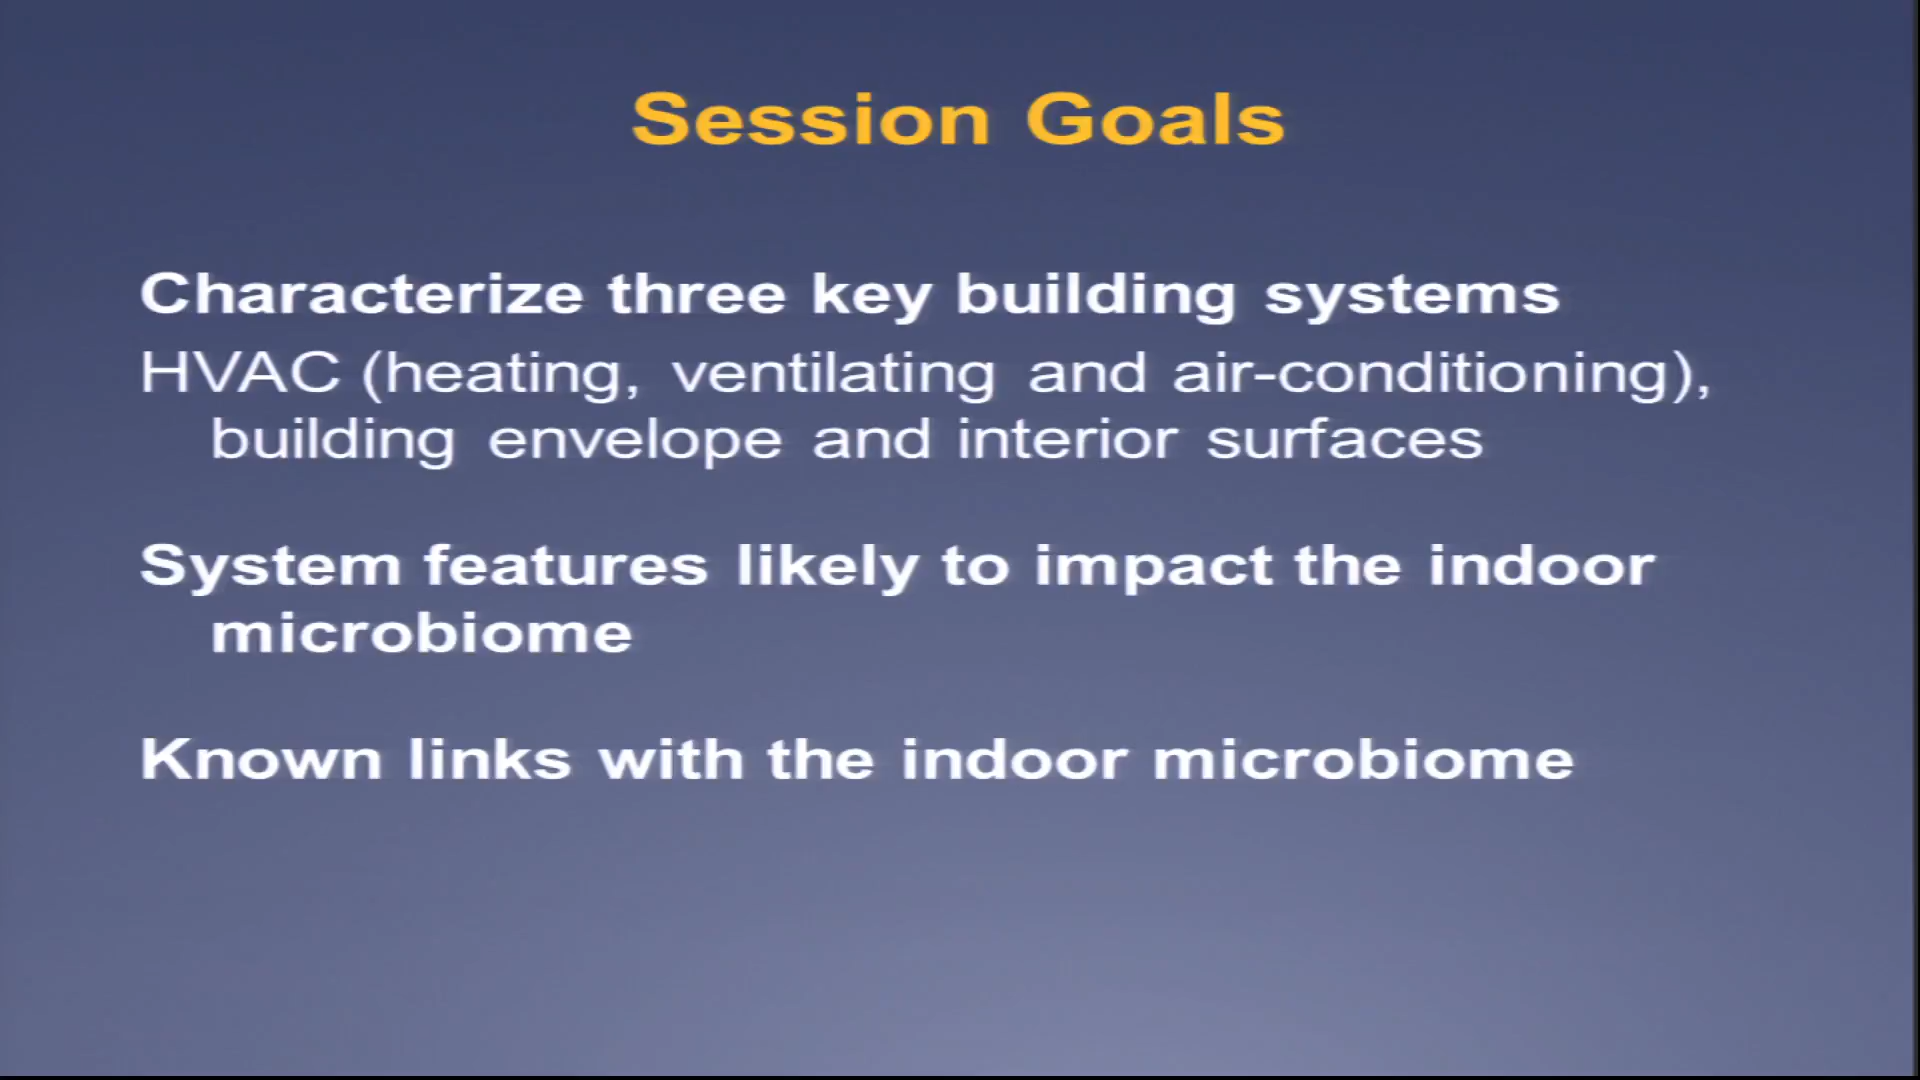 Session Goals
Characterize three key building systems
HVAC (heating, ventilating and air-conditioning),
building envelope and interior surfaces
System features likely to impact the indoor
microbiome
Known links with the indoor microbiome